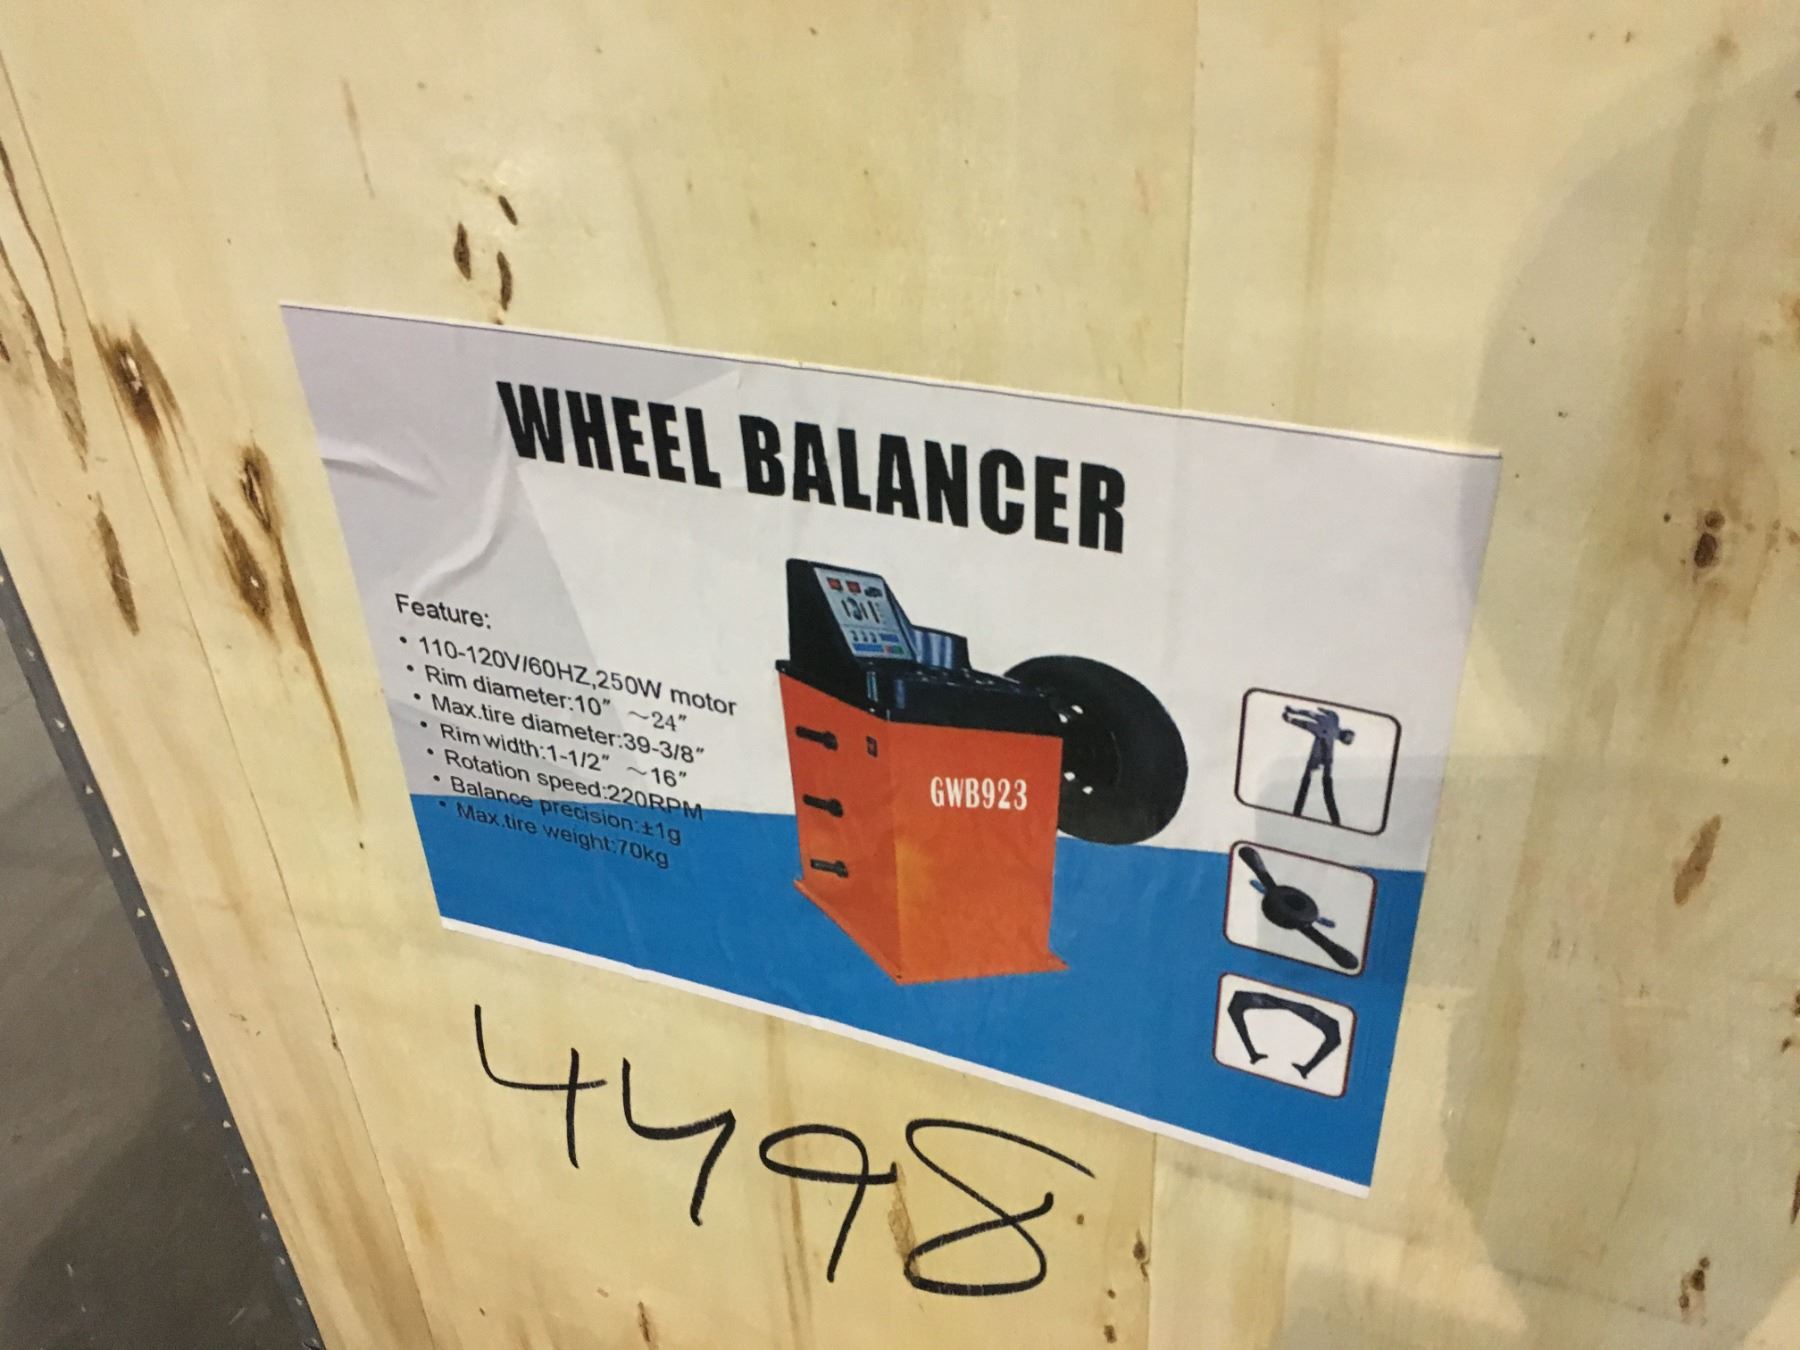 WHEEL BALANCER
Feature:
• 110-120V/60HZ,250W motor
• Rim diameter:10" ～24"
• Max.tire diameter:39-3/8"
• Rim width:1-1/2" ～16"
• Rotation speed:220RPM
• Balance precision:±1g
• Max.tire weight:70kg
GWB923
4498